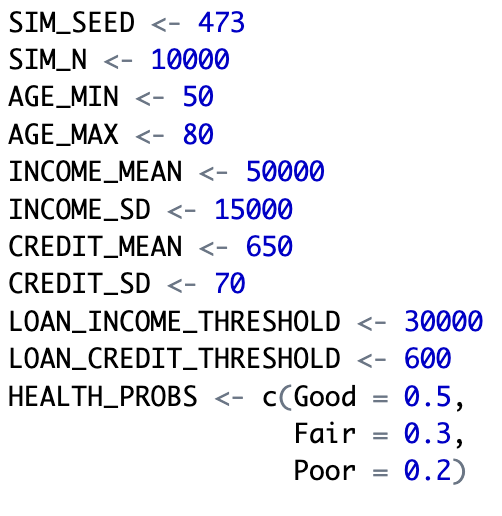 SIM_SEED <- 473
SIM_N <- 10000
AGE_MIN <- 50
AGE_MAX <- 80
INCOME_MEAN <- 50000
INCOME_SD <- 15000
CREDIT_MEAN <- 650
CREDIT_SD <- 70
LOAN_INCOME_THRESHOLD <- 30000
LOAN_CREDIT_THRESHOLD <- 600
HEALTH_PROBS <- c(Good = 0.5,
                  Fair = 0.3,
                  Poor = 0.2)